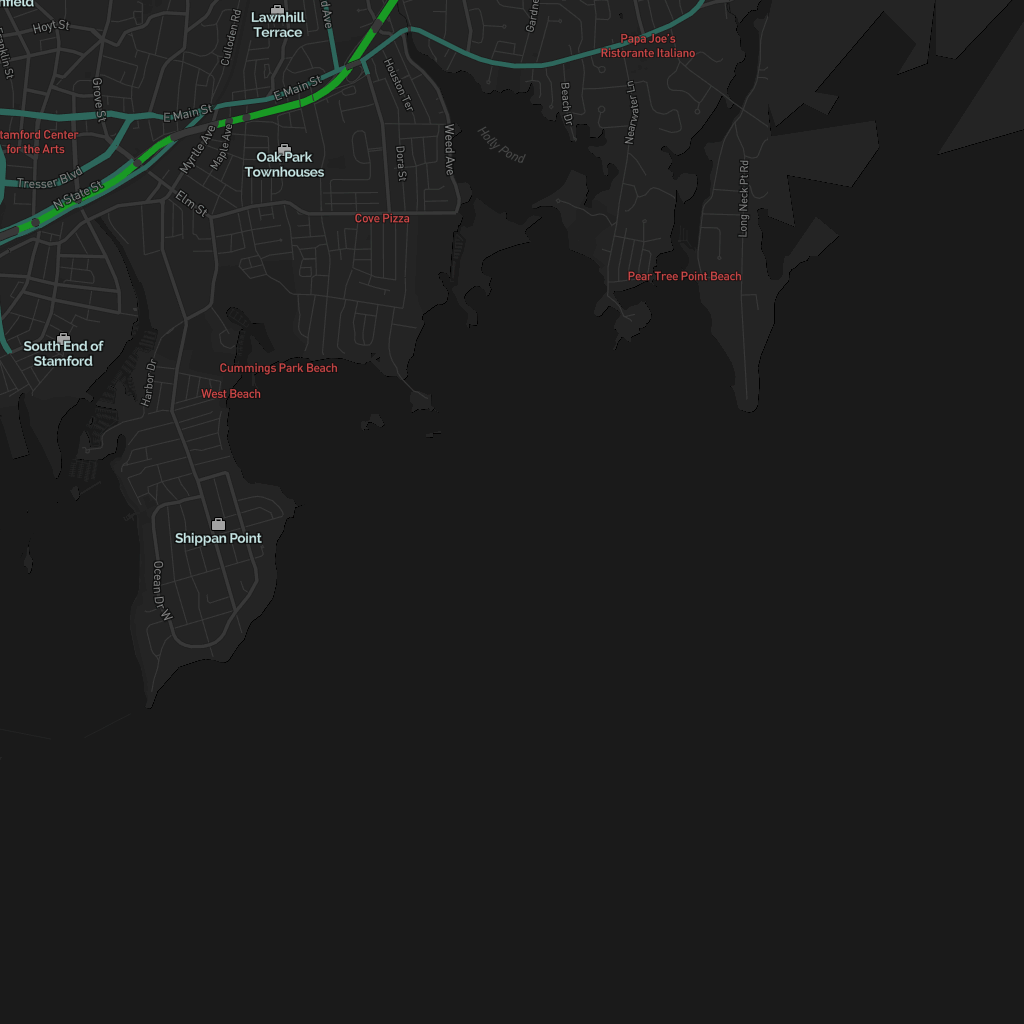 nfield
Hoyt St
Franklin St
Lawnhill
Terrace
Culloden Rd
d Ave
Gardne
Papa Joe's
Ristorante Italiano
Grove St
E Main St
E Main St
Houston Ter
Beach Dr
Nearwater Ln
Weed Ave
Holly Pond
tamford Center
for the Arts
Myrtle Ave
Maple Ave
Oak Park
Townhouses
Dora St
Long Neck Pt Rd
Tresser Blvd
N State St
Elm St
Cove Pizza
Pear Tree Point Beach
South End of
Stamford
Harbor Dr
Cummings Park Beach
West Beach
Shippan Point
Ocean Dr W